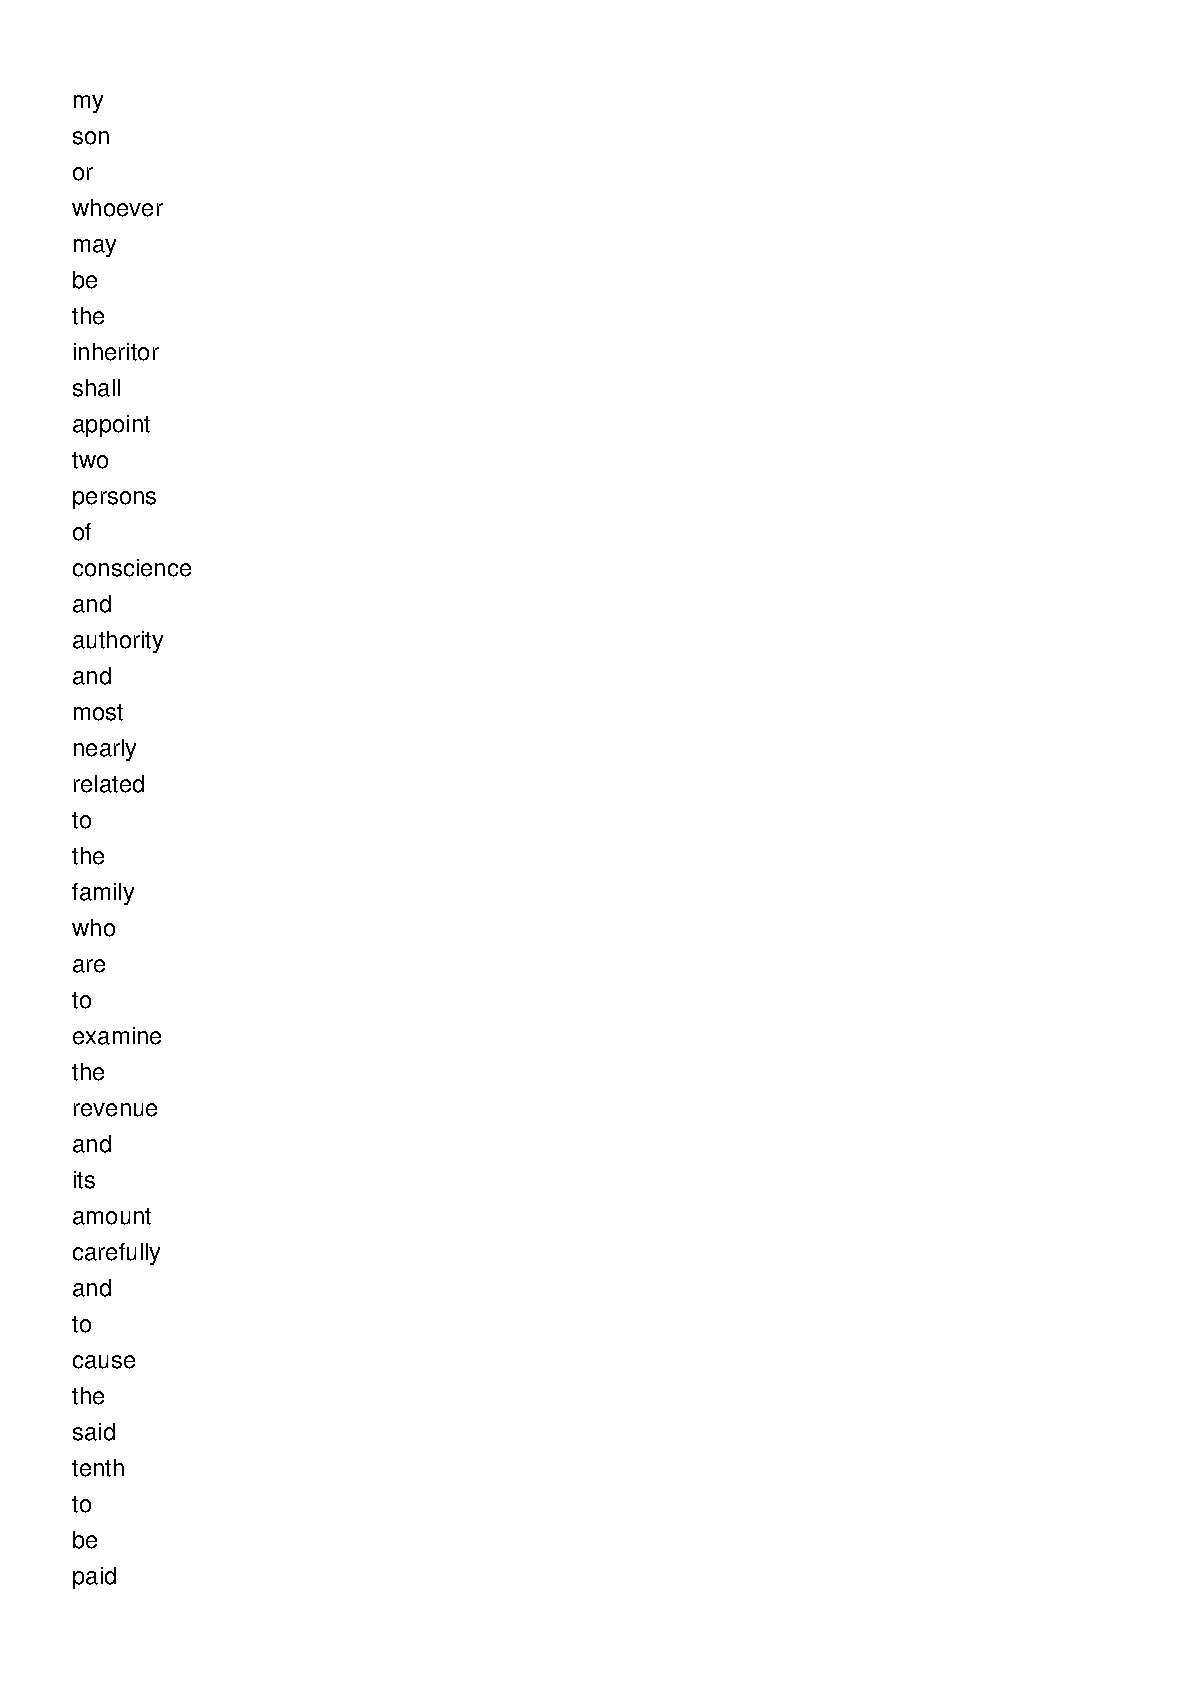 my
son
or
whoever
may
be
the
inheritor
shall
appoint
two
persons
of
conscience
and
authority
and
most
nearly
related
to
the
family
who
are
to
examine
the
revenue
and
its
amount
carefully
and
to
cause
the
said
tenth
to
be
paid